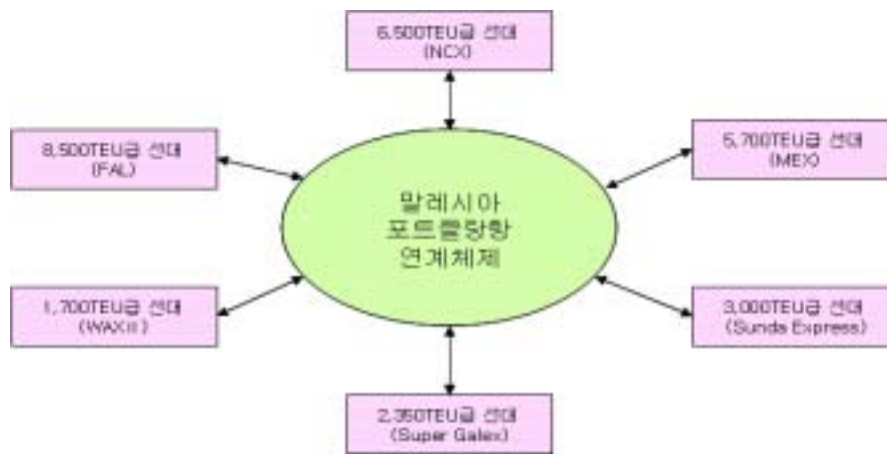 6,500TEU급 선대
(NCX)
8,500TEU급 선대
(FAL)
5,700TEU급 선대
(MEX)
말레시아
포트클랑항
연계체제
1,700TEU급 선대
(WAXⅢ)
3,000TEU급 선대
(Sunda Express)
2,350TEU급 선대
(Super Galex)